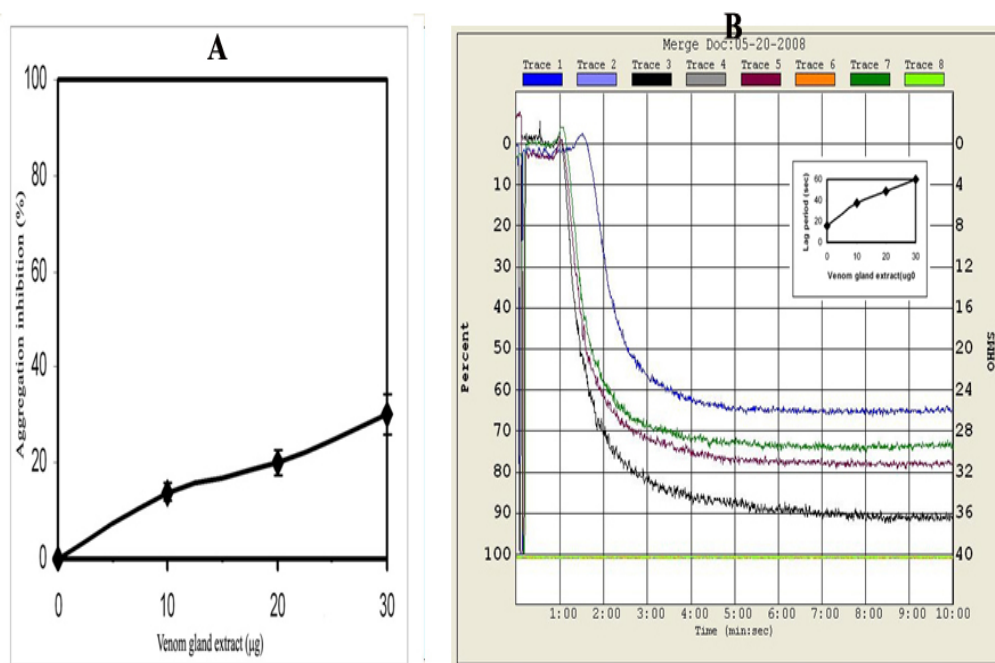 A
100
80
60
40
20
0
0 10 20 30
Aggregation inhibition (%)
Venom gland extract (µg)
B
Merge Doc:05-20-2008
Trace 1 Trace 2 Trace 3 Trace 4 Trace 5 Trace 6 Trace 7 Trace 8
Percent
0
10
20
30
40
50
60
70
80
90
100
0
4
8
12
16
20
24
28
32
36
40
OHMS
1:00 2:00 3:00 4:00 5:00 6:00 7:00 8:00 9:00 10:00
Time (min:sec)
Lag period (sec)
60
40
20
0
0 10 20 30
Venom gland extract(ug0